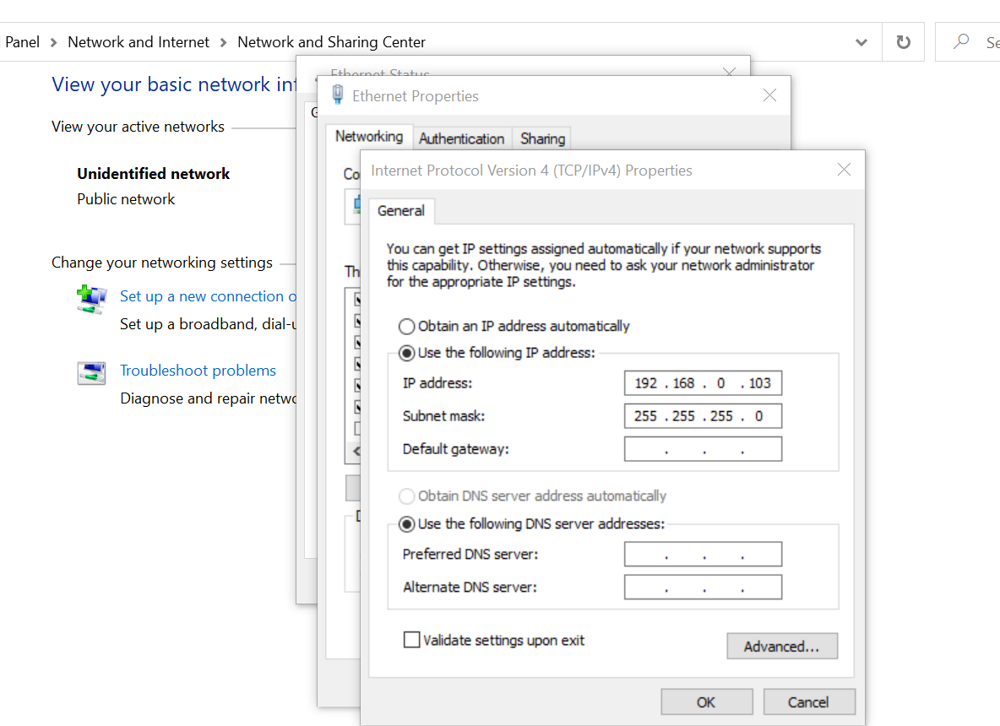 Panel > Network and Internet > Network and Sharing Center
Se
View your basic network inf
View your active networks
Unidentified network
Public network
Change your networking settings
Set up a new connection o
Set up a broadband, dial-u
Troubleshoot problems
Diagnose and repair netwo
Ethernet Status
G
Ethernet Properties
Networking
Authentication
Sharing
Co
Th
D
Internet Protocol Version 4 (TCP/IPv4) Properties
General
You can get IP settings assigned automatically if your network supports
this capability. Otherwise, you need to ask your network administrator
for the appropriate IP settings.
Obtain an IP address automatically
Use the following IP address:
IP address: 192 . 168 . 0 . 103
Subnet mask: 255 . 255 . 255 . 0
Default gateway: . . .
Obtain DNS server address automatically
Use the following DNS server addresses:
Preferred DNS server: . . .
Alternate DNS server: . . .
Validate settings upon exit
Advanced...
OK
Cancel